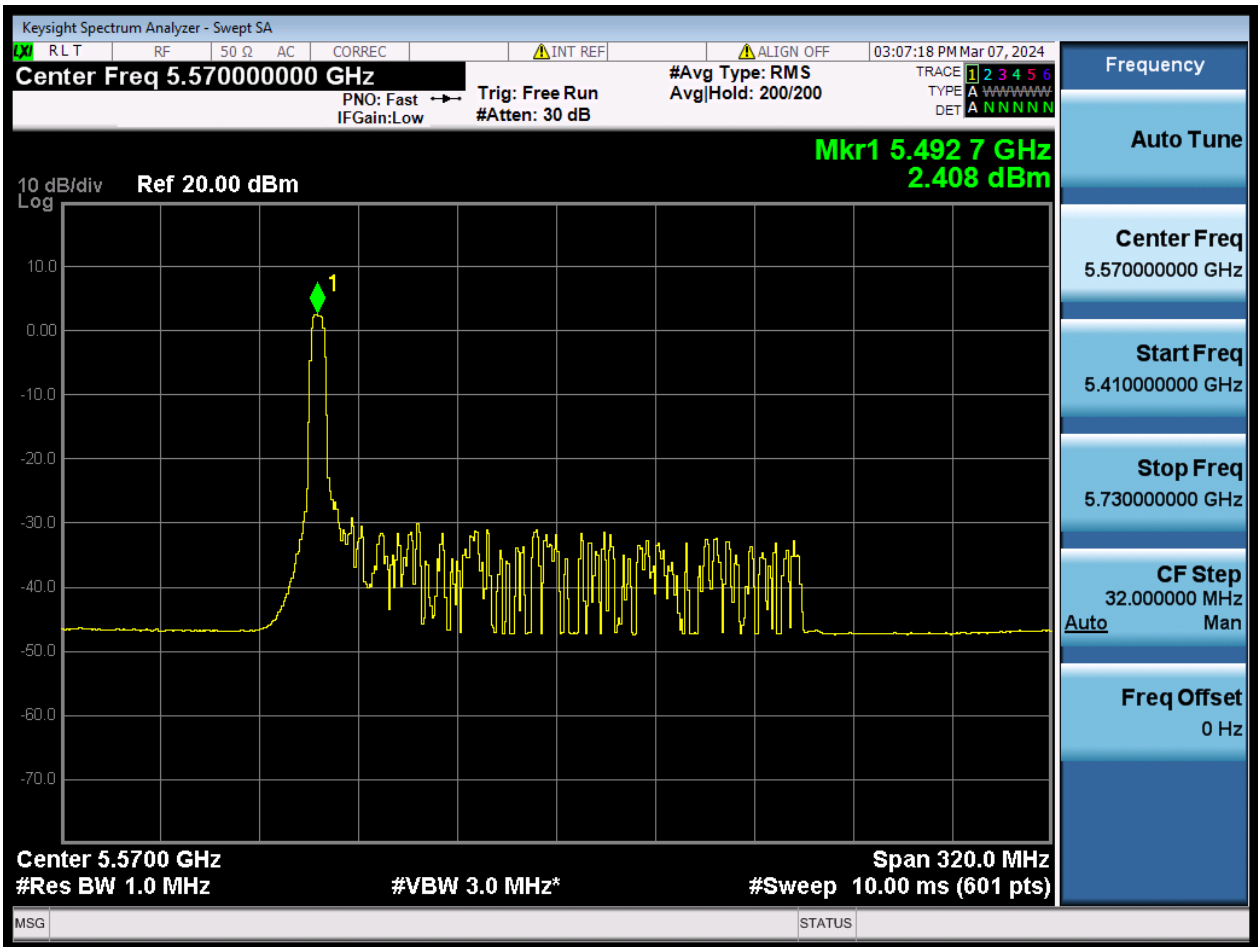 Keysight Spectrum Analyzer - Swept SA
LXI RLT RF 50 Ω AC CORREC INT REF ALIGN OFF 03:07:18 PM Mar 07, 2024
Center Freq 5.570000000 GHz
PNO: Fast
IFGain:Low
Trig: Free Run
#Atten: 30 dB
#Avg Type: RMS
Avg|Hold: 200/200
TRACE 1 2 3 4 5 6
TYPE A WWWWW
DET A N N N N N
Mkr1 5.492 7 GHz
2.408 dBm
10 dB/div Ref 20.00 dBm
Log
10.0
0.00
-10.0
-20.0
-30.0
-40.0
-50.0
-60.0
-70.0
1
Center 5.5700 GHz Span 320.0 MHz
#Res BW 1.0 MHz #VBW 3.0 MHz* #Sweep 10.00 ms (601 pts)
MSG STATUS
Frequency
Auto Tune
Center Freq
5.570000000 GHz
Start Freq
5.410000000 GHz
Stop Freq
5.730000000 GHz
CF Step
32.000000 MHz
Auto Man
Freq Offset
0 Hz